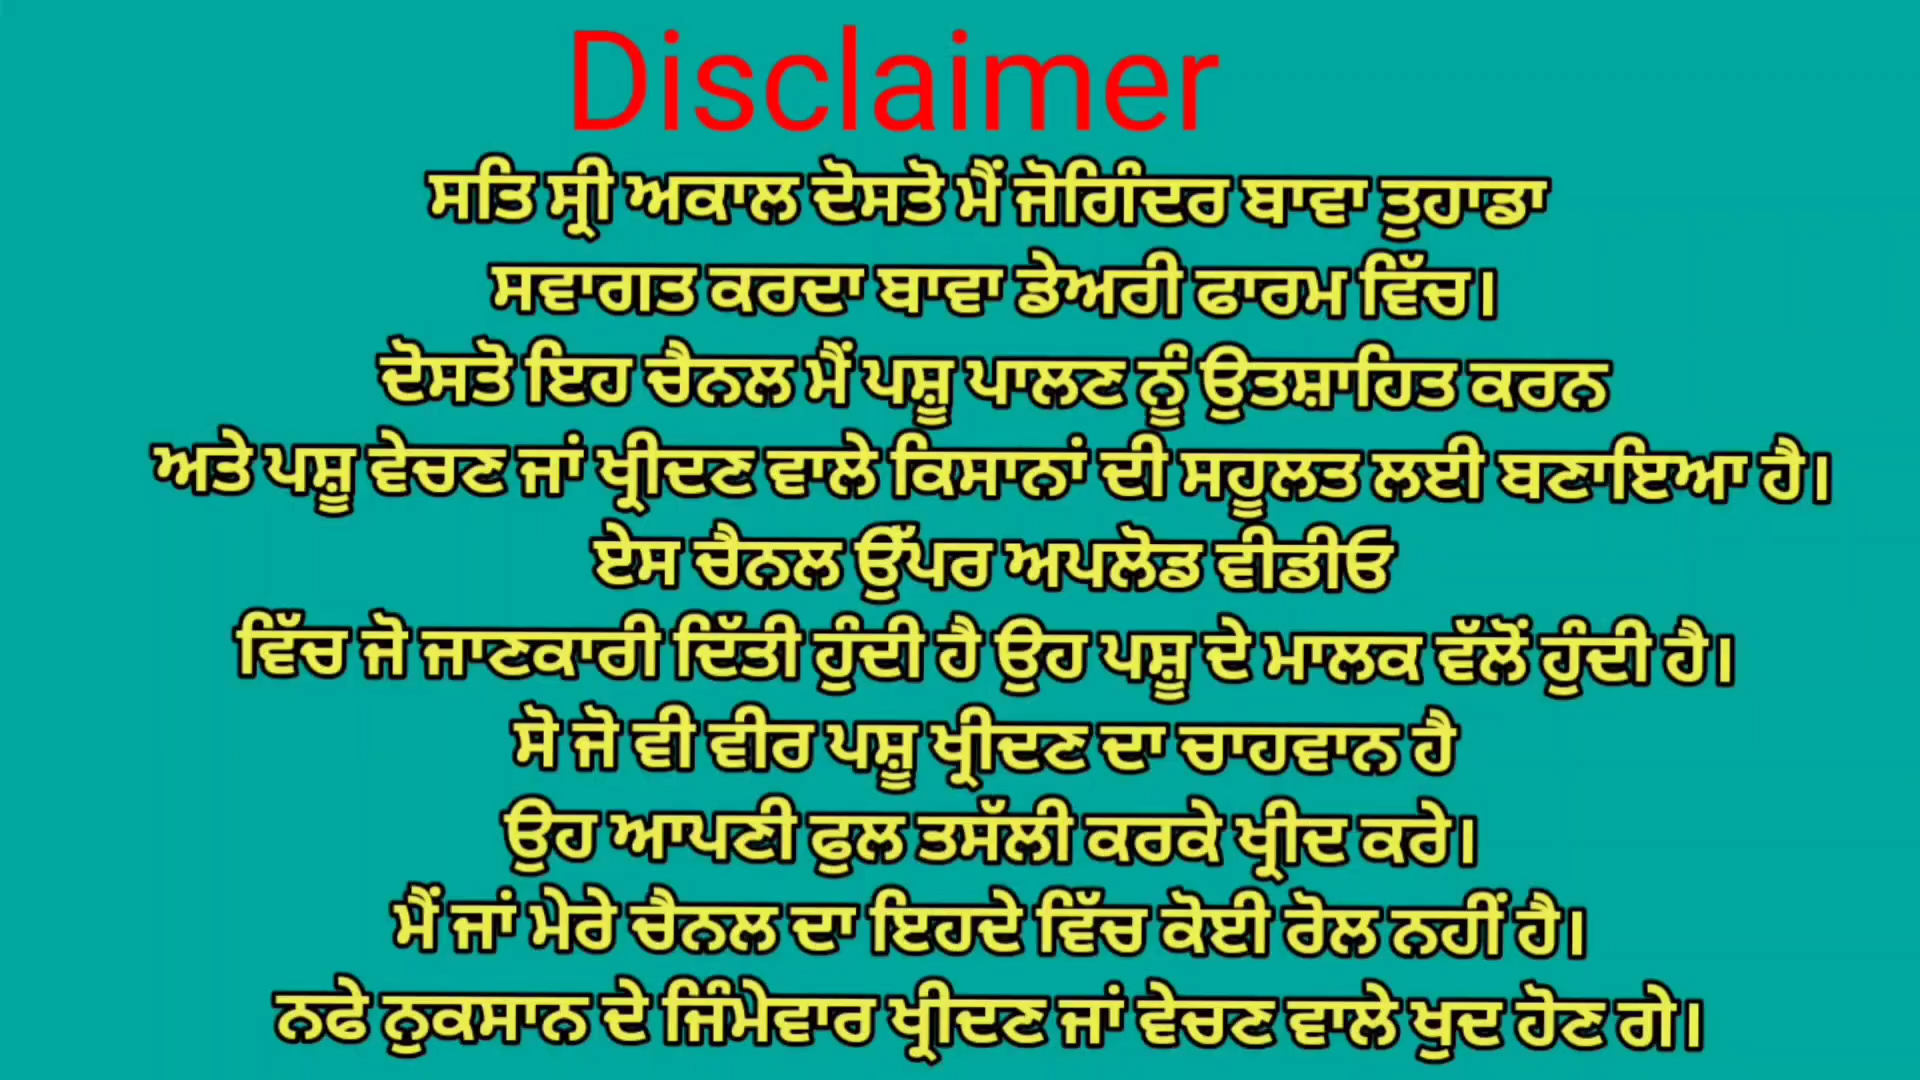 Disclaimer
ਸਤਿ ਸ੍ਰੀ ਅਕਾਲ ਦੋਸਤੋ ਮੈਂ ਜੋਗਿੰਦਰ ਬਾਵਾ ਤੁਹਾਡਾ
ਸਵਾਗਤ ਕਰਦਾ ਬਾਵਾ ਡੇਅਰੀ ਫਾਰਮ ਵਿੱਚ।
ਦੋਸਤੋ ਇਹ ਚੈਨਲ ਮੈਂ ਪਸ਼ੂ ਪਾਲਣ ਨੂੰ ਉਤਸ਼ਾਹਿਤ ਕਰਨ
ਅਤੇ ਪਸ਼ੂ ਵੇਚਣ ਜਾਂ ਖ੍ਰੀਦਣ ਵਾਲੇ ਕਿਸਾਨਾਂ ਦੀ ਸਹੂਲਤ ਲਈ ਬਣਾਇਆ ਹੈ।
ਏਸ ਚੈਨਲ ਉੱਪਰ ਅਪਲੋਡ ਵੀਡੀਓ
ਵਿੱਚ ਜੋ ਜਾਣਕਾਰੀ ਦਿੱਤੀ ਹੁੰਦੀ ਹੈ ਉਹ ਪਸ਼ੂ ਦੇ ਮਾਲਕ ਵੱਲੋਂ ਹੁੰਦੀ ਹੈ।
ਸੋ ਜੋ ਵੀ ਵੀਰ ਪਸ਼ੂ ਖ੍ਰੀਦਣ ਦਾ ਚਾਹਵਾਨ ਹੈ
ਉਹ ਆਪਣੀ ਫੁਲ ਤਸੱਲੀ ਕਰਕੇ ਖ੍ਰੀਦ ਕਰੇ।
ਮੈਂ ਜਾਂ ਮੇਰੇ ਚੈਨਲ ਦਾ ਇਹਦੇ ਵਿੱਚ ਕੋਈ ਰੋਲ ਨਹੀਂ ਹੈ।
ਨਫੇ ਨੁਕਸਾਨ ਦੇ ਜਿੰਮੇਵਾਰ ਖ੍ਰੀਦਣ ਜਾਂ ਵੇਚਣ ਵਾਲੇ ਖੁਦ ਹੋਣ ਗੇ।